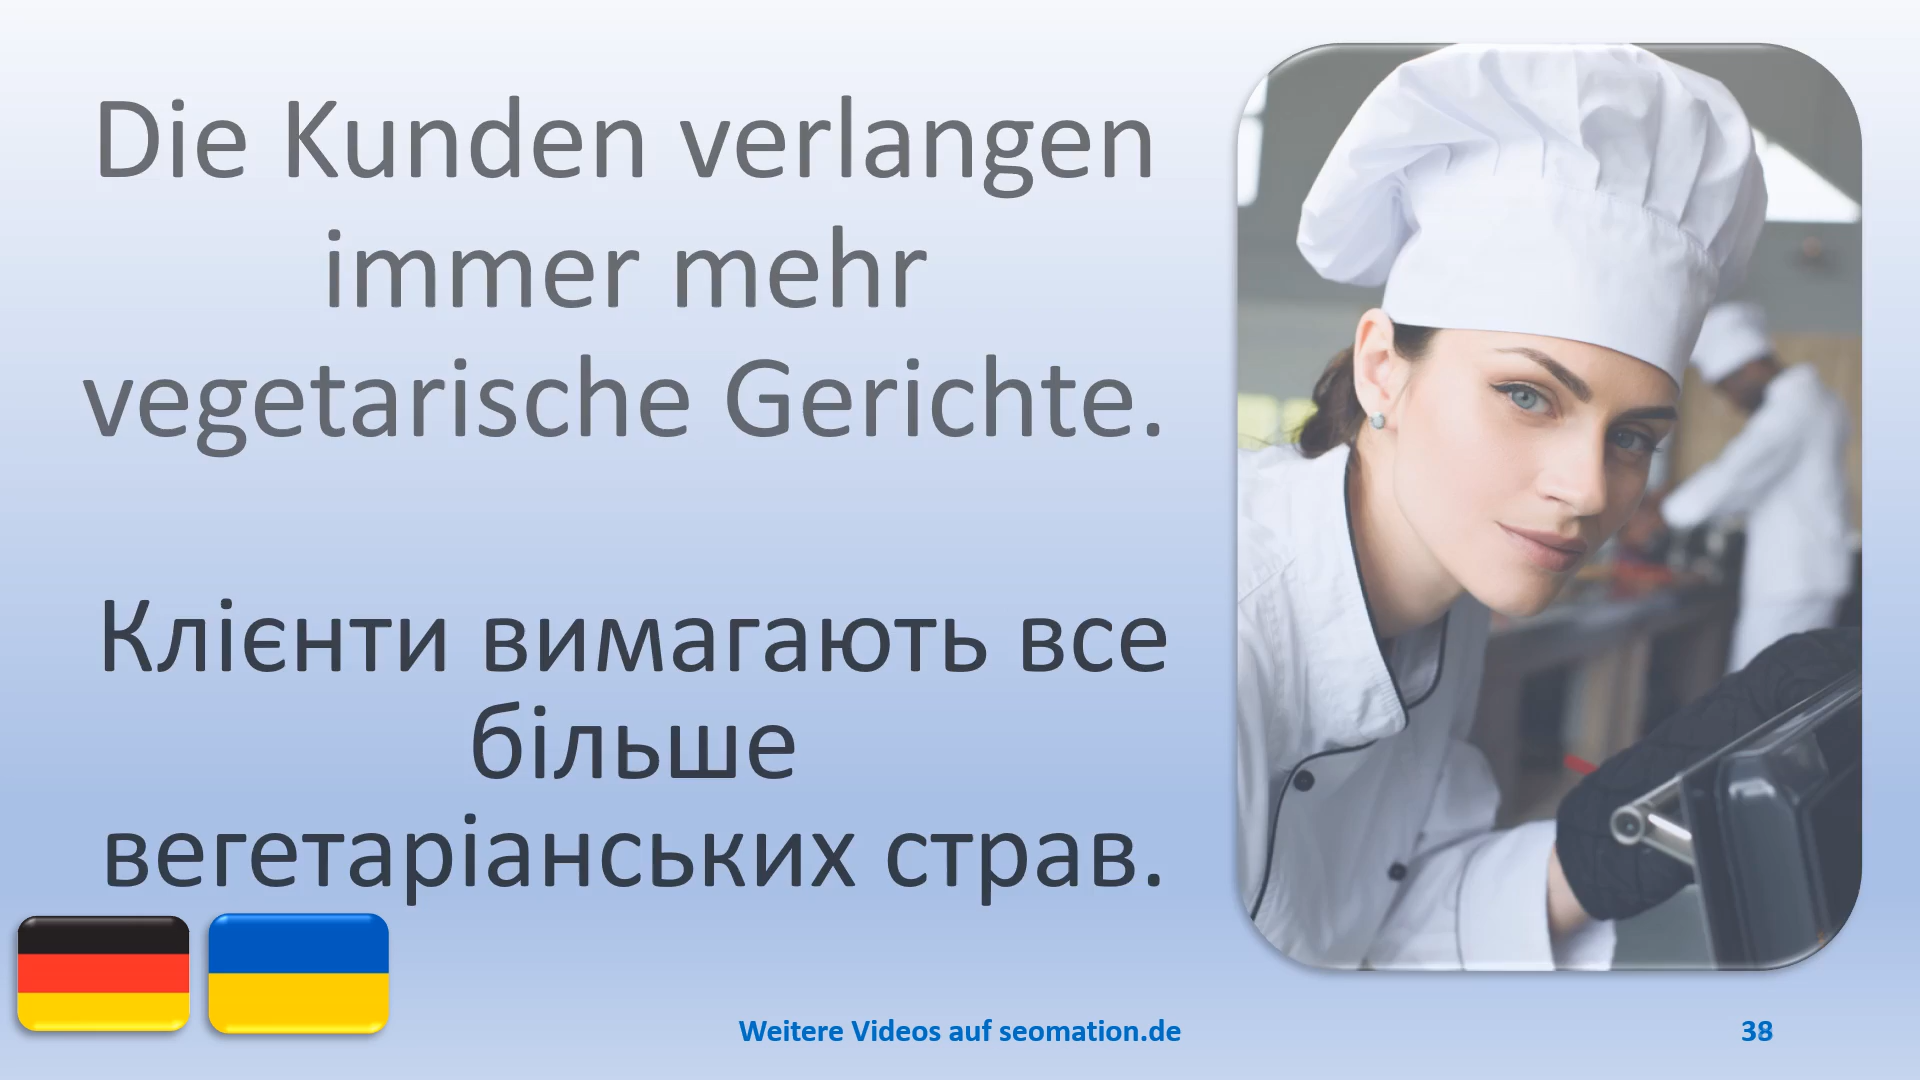 Die Kunden verlangen
immer mehr
vegetarische Gerichte.
Клієнти вимагають все
більше
вегетаріанських страв.
Weitere Videos auf seomation.de
38